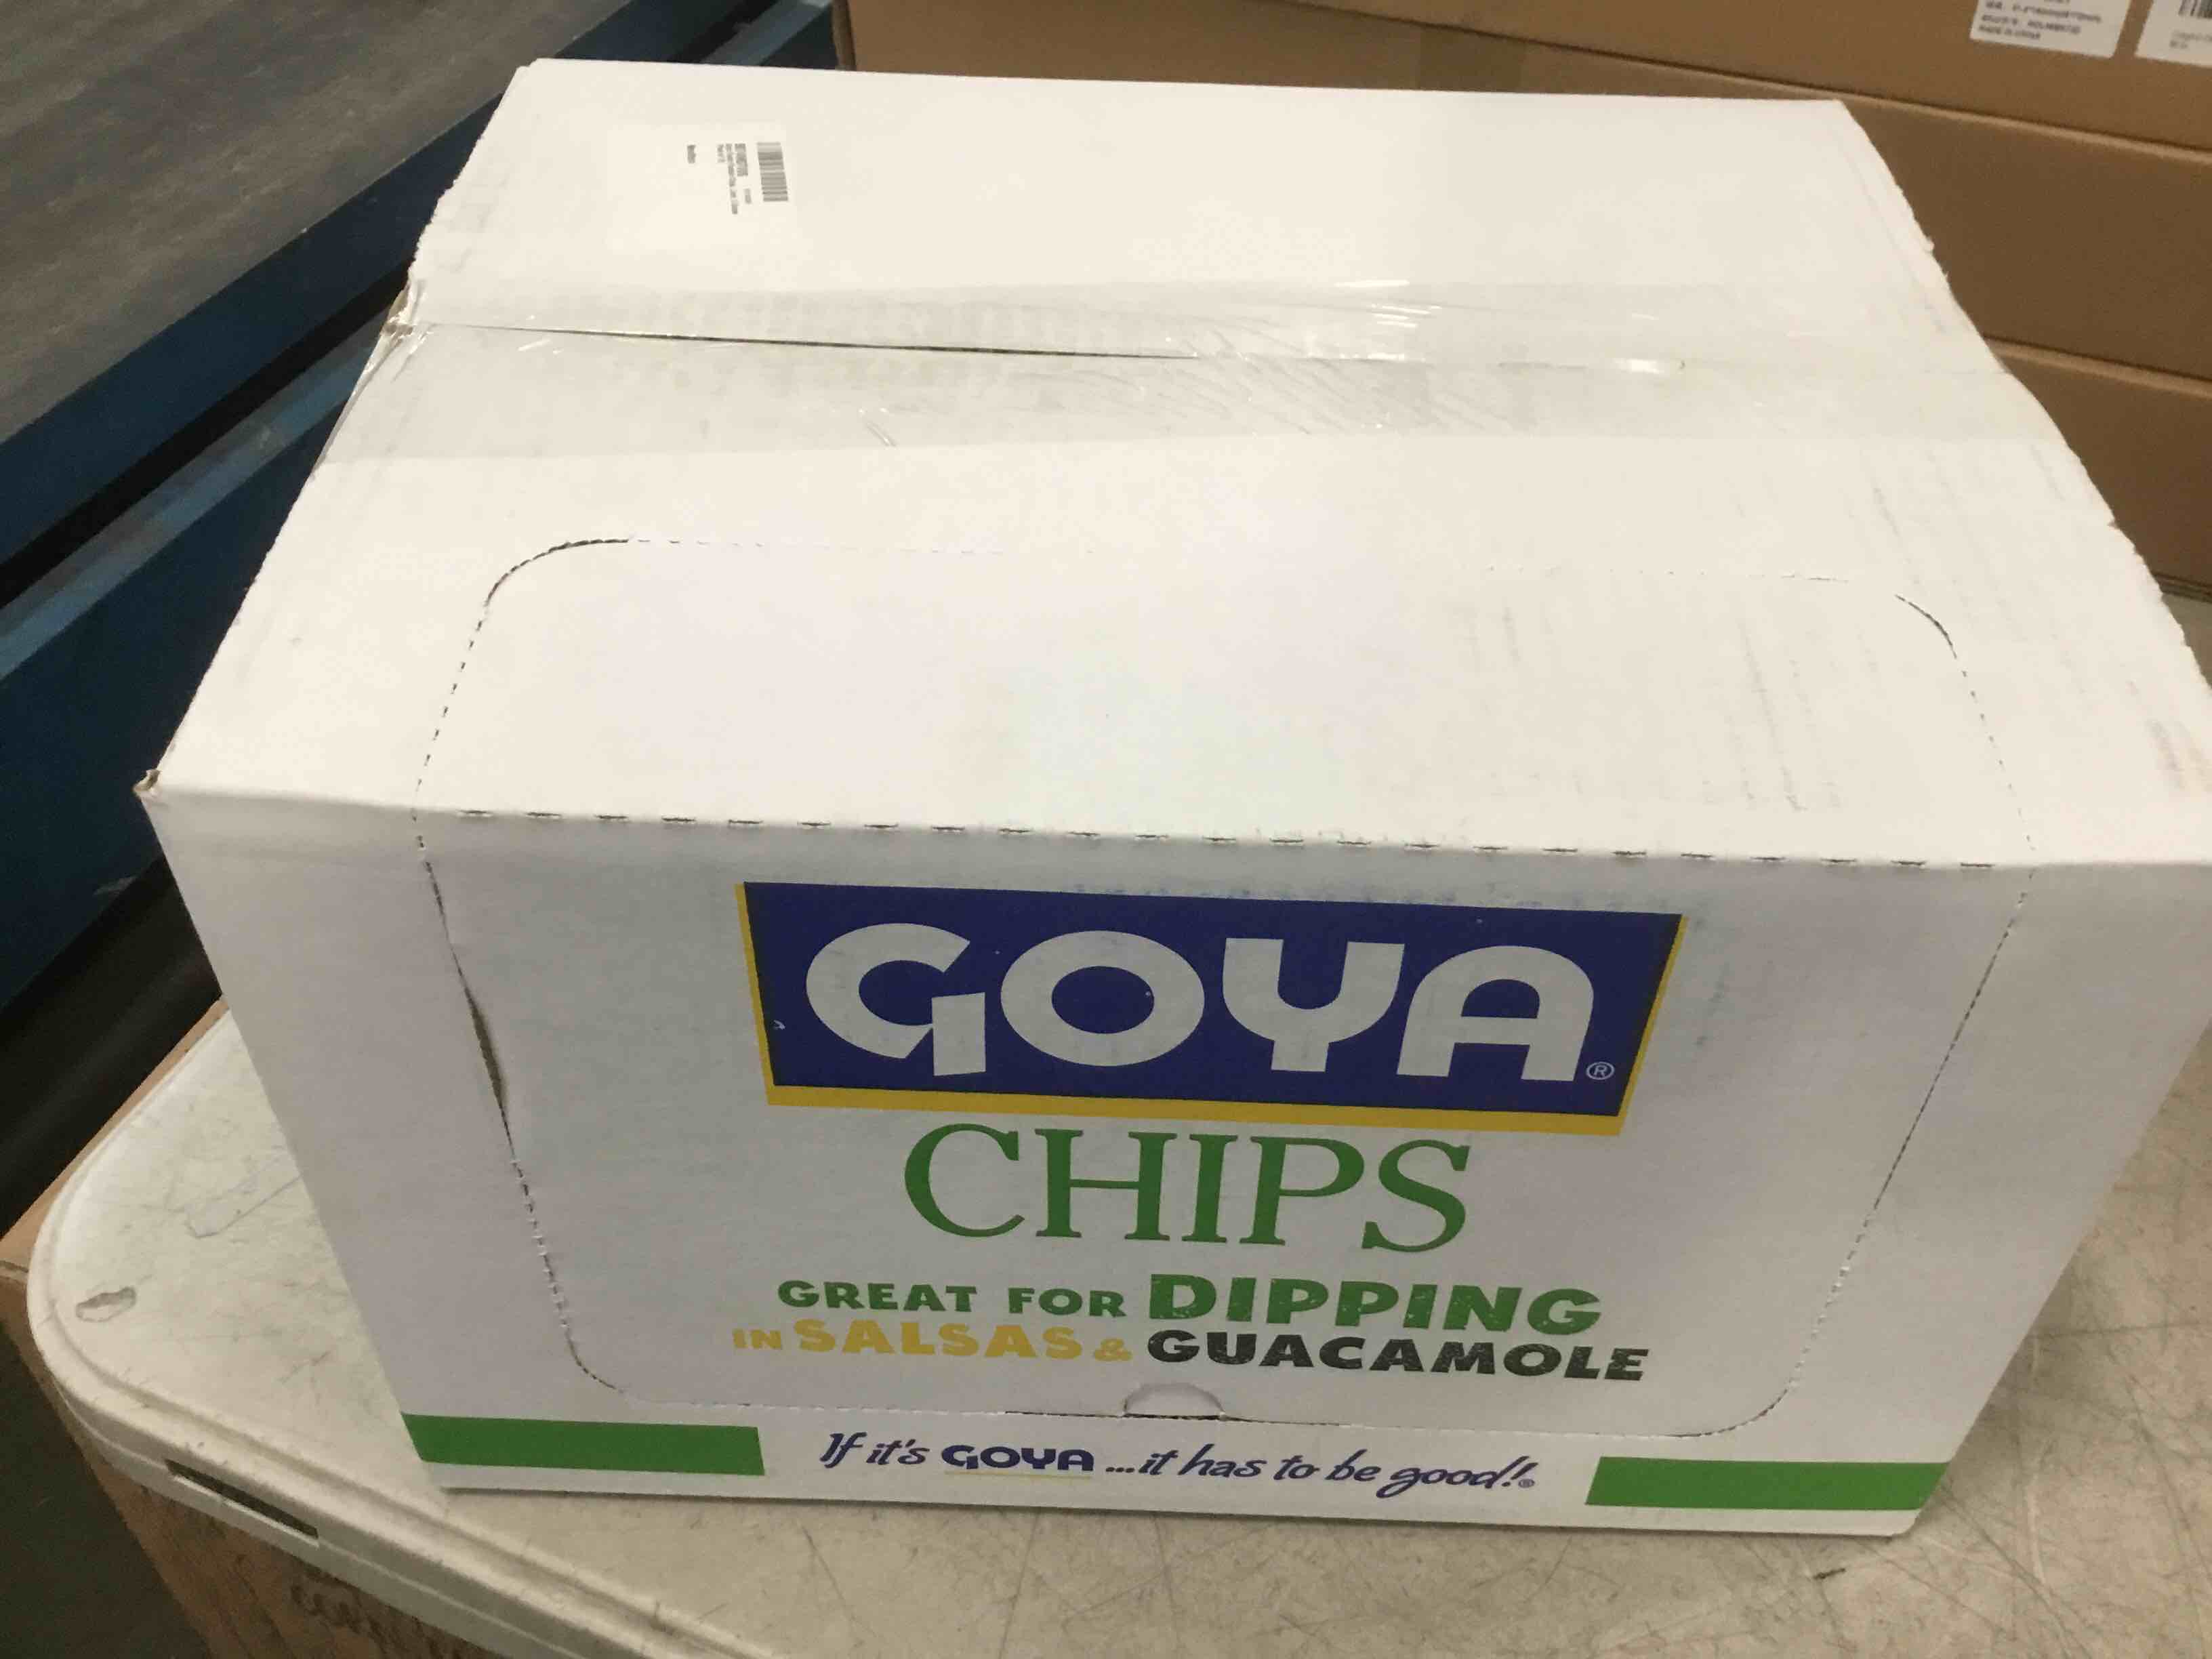 GOYA®
CHIPS
GREAT FOR DIPPING
IN SALSAS & GUACAMOLE
If it's GOYA ...it has to be good!®